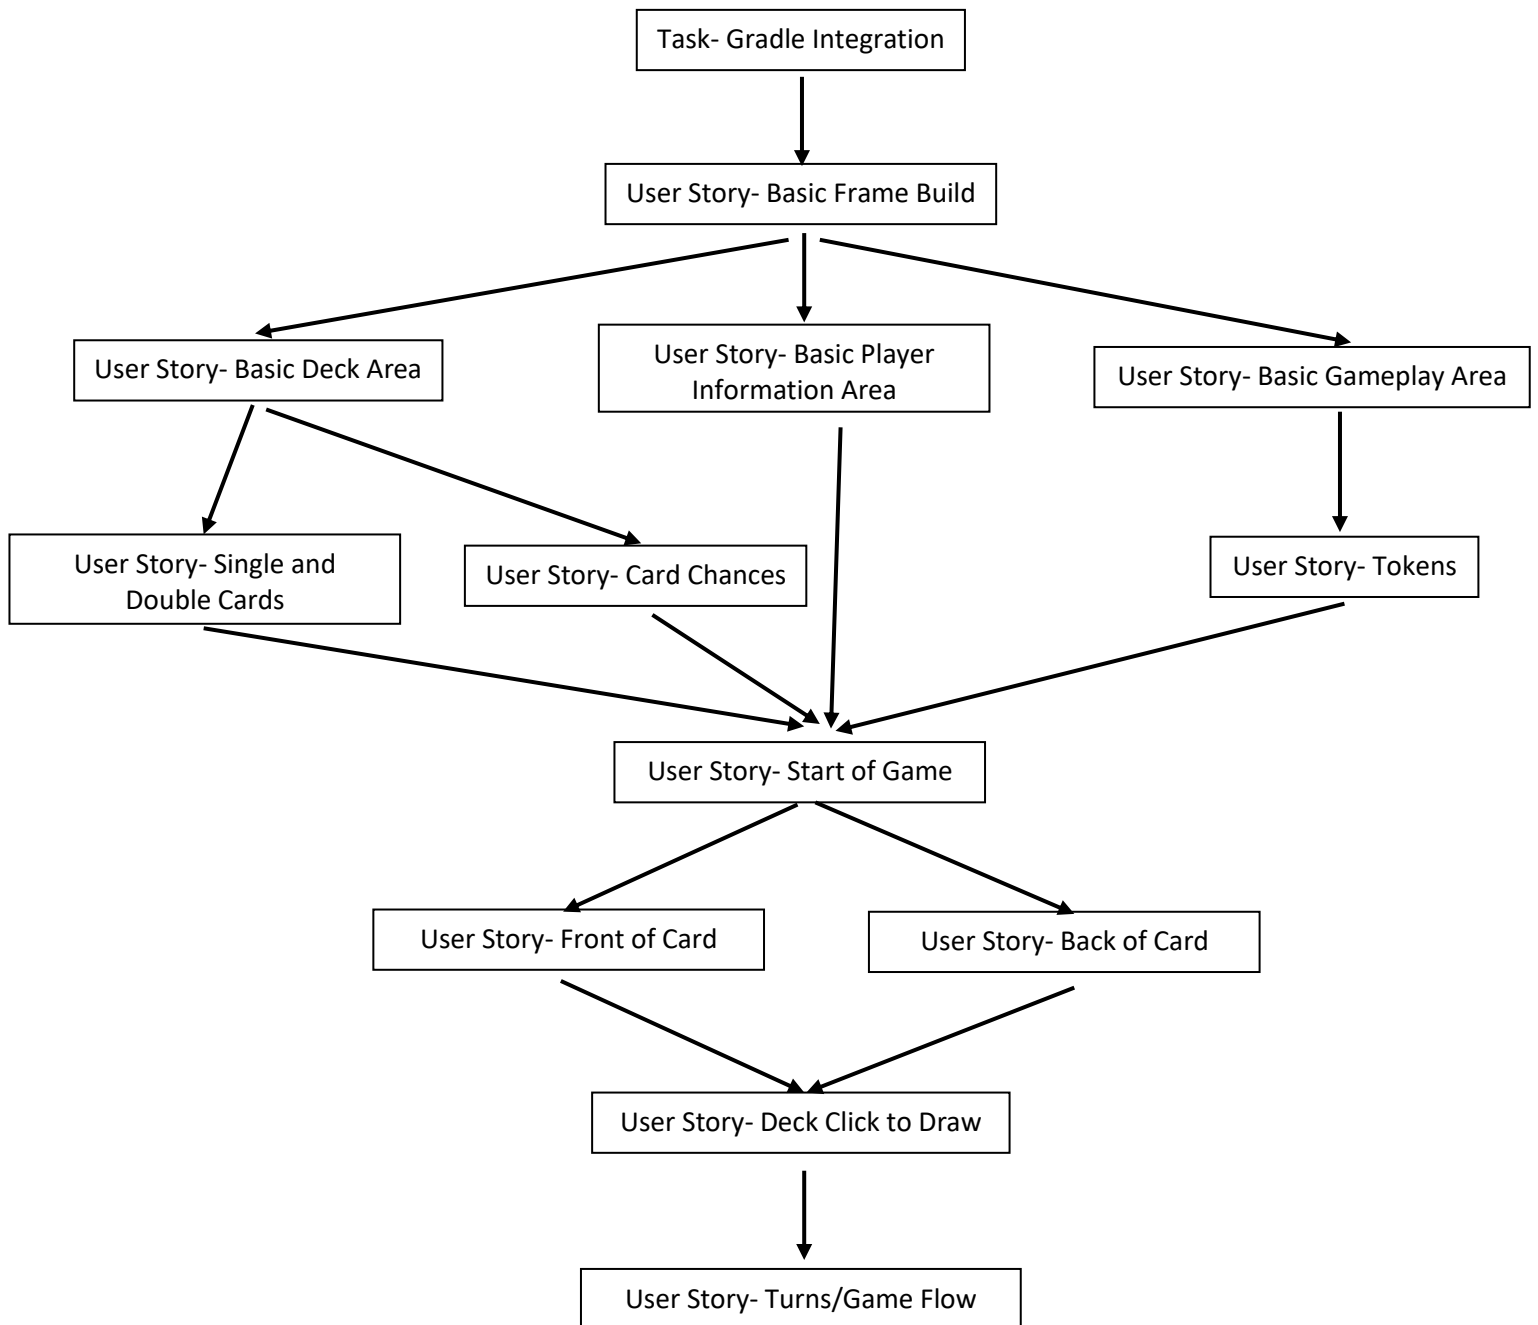 Task- Gradle Integration
User Story- Basic Frame Build
User Story- Basic Deck Area
User Story- Basic Player
Information Area
User Story- Basic Gameplay Area
User Story- Single and
Double Cards
User Story- Card Chances
User Story- Tokens
User Story- Start of Game
User Story- Front of Card
User Story- Back of Card
User Story- Deck Click to Draw
User Story- Turns/Game Flow